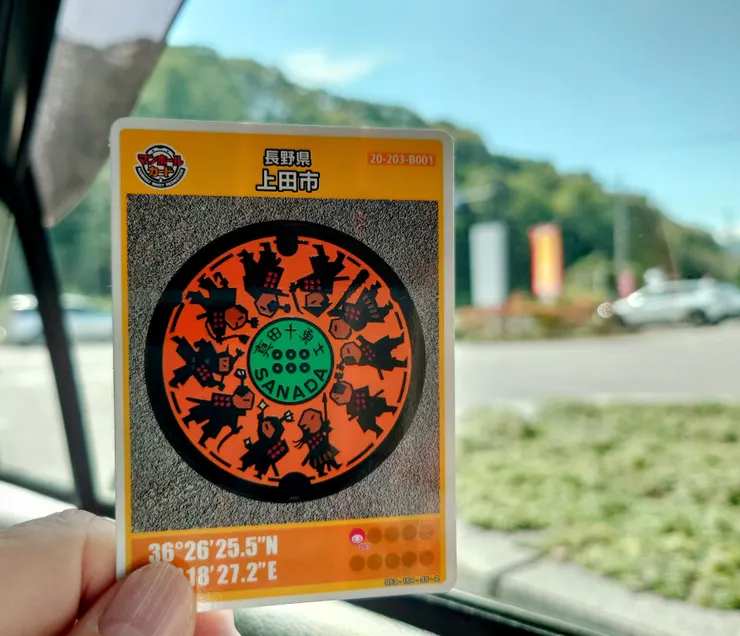 マンホール
カード
長野県
上田市
20-203-B001
真田十勇士
SANADA
36°26'25.5"N
18'27.2"E